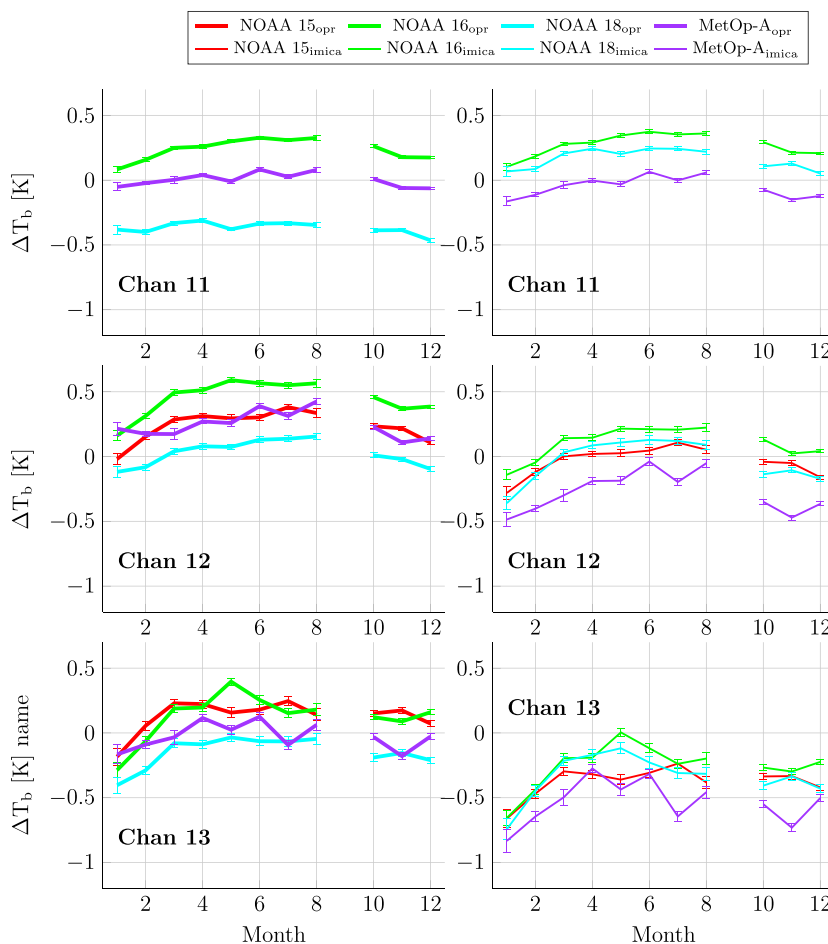 NOAA 15opr NOAA 16opr NOAA 18opr MetOp-Aopr
NOAA 15imica NOAA 16imica NOAA 18imica MetOp-Aimica
0.5 0.5
0 0
−0.5 −0.5
−1 −1
ΔTb [K]
Chan 11 Chan 11
2 4 6 8 10 12 2 4 6 8 10 12
0.5 0.5
0 0
−0.5 −0.5
−1 −1
ΔTb [K]
Chan 12 Chan 12
2 4 6 8 10 12 2 4 6 8 10 12
0.5 0.5
0 0
−0.5 −0.5
−1 −1
ΔTb [K] name
Chan 13 Chan 13
2 4 6 8 10 12 2 4 6 8 10 12
Month Month